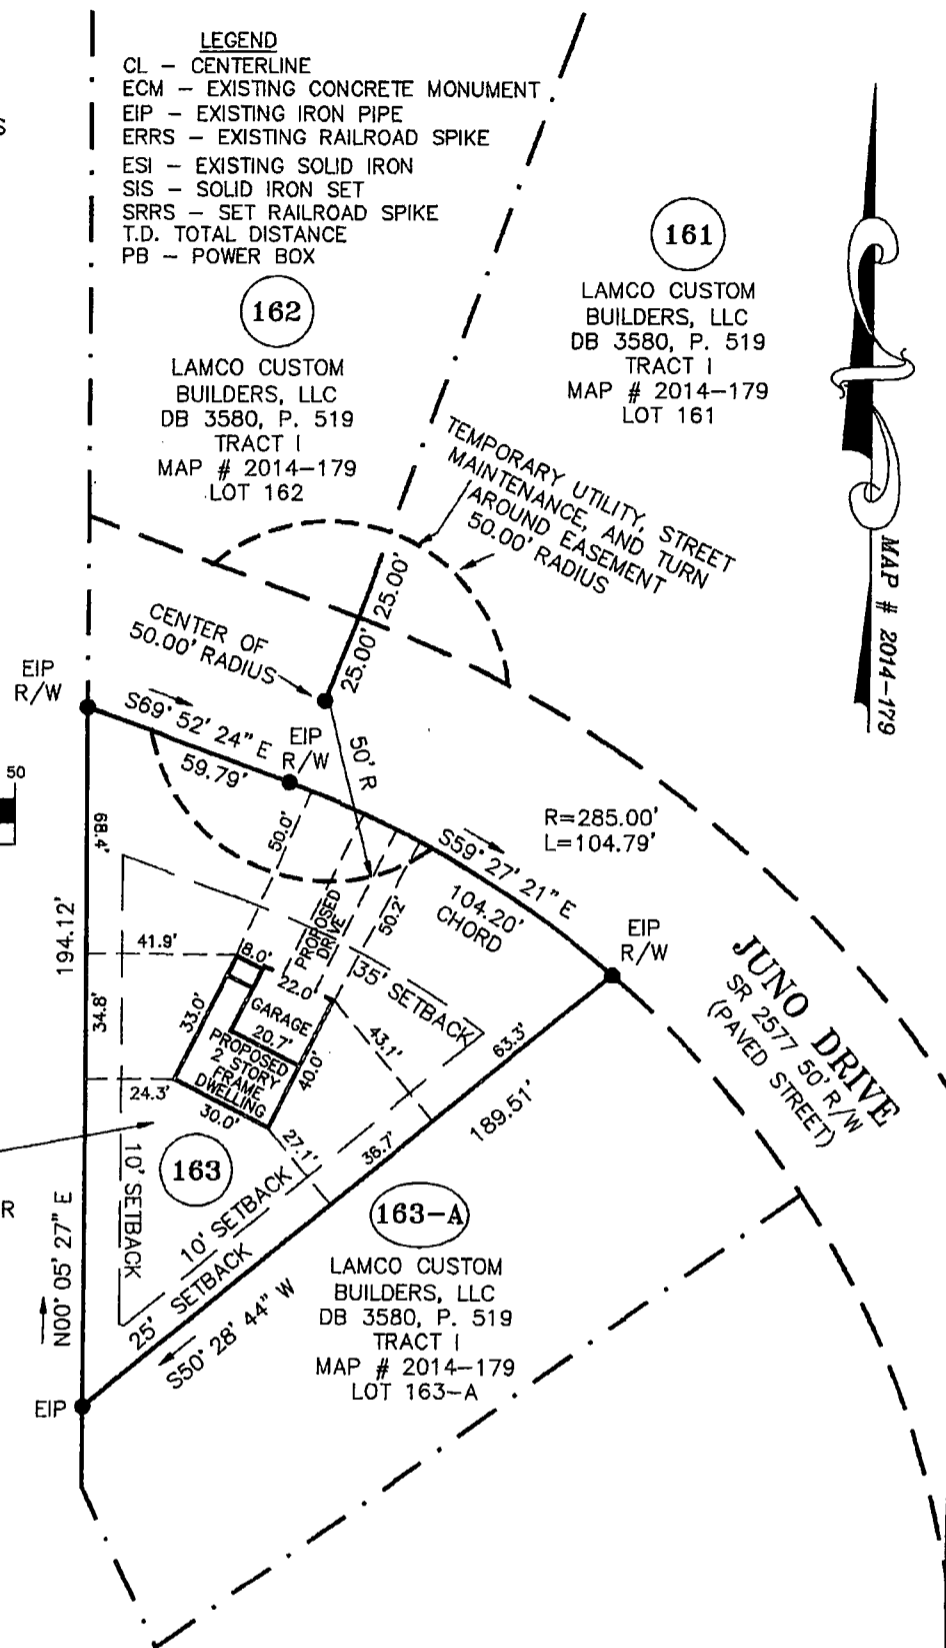 LEGEND
CL – CENTERLINE
ECM – EXISTING CONCRETE MONUMENT
EIP – EXISTING IRON PIPE
ERRS – EXISTING RAILROAD SPIKE
ESI – EXISTING SOLID IRON
SIS – SOLID IRON SET
SRRS – SET RAILROAD SPIKE
T.D. TOTAL DISTANCE
PB – POWER BOX
S
161
LAMCO CUSTOM
BUILDERS, LLC
DB 3580, P. 519
TRACT I
MAP # 2014–179
LOT 161
162
LAMCO CUSTOM
BUILDERS, LLC
DB 3580, P. 519
TRACT I
MAP # 2014–179
LOT 162
MAP # 2014-179
TEMPORARY UTILITY, STREET
MAINTENANCE, AND TURN
AROUND EASEMENT
50.00' RADIUS
25.00'
25.00'
CENTER OF
50.00' RADIUS
EIP
R/W
S69° 52' 24" E
59.79'
EIP
R/W
50' R
50
R=285.00'
L=104.79'
S59° 27' 21" E
104.20'
CHORD
EIP
R/W
JUNO DRIVE
SR 2577 50' R/W
(PAVED STREET)
68.4'
50.0'
50.2'
PROPOSED
DRIVE
194.12'
41.9'
8.0'
22.0'
35' SETBACK
34.8'
33.0'
GARAGE
20.7'
43.1'
63.3'
PROPOSED
2 STORY
FRAME
DWELLING
40.0'
24.3'
30.0'
27.1'
36.7'
189.51'
163
10' SETBACK
10' SETBACK
25' SETBACK
R
N00° 05' 27" E
S50° 28' 44" W
EIP
163-A
LAMCO CUSTOM
BUILDERS, LLC
DB 3580, P. 519
TRACT I
MAP # 2014–179
LOT 163–A